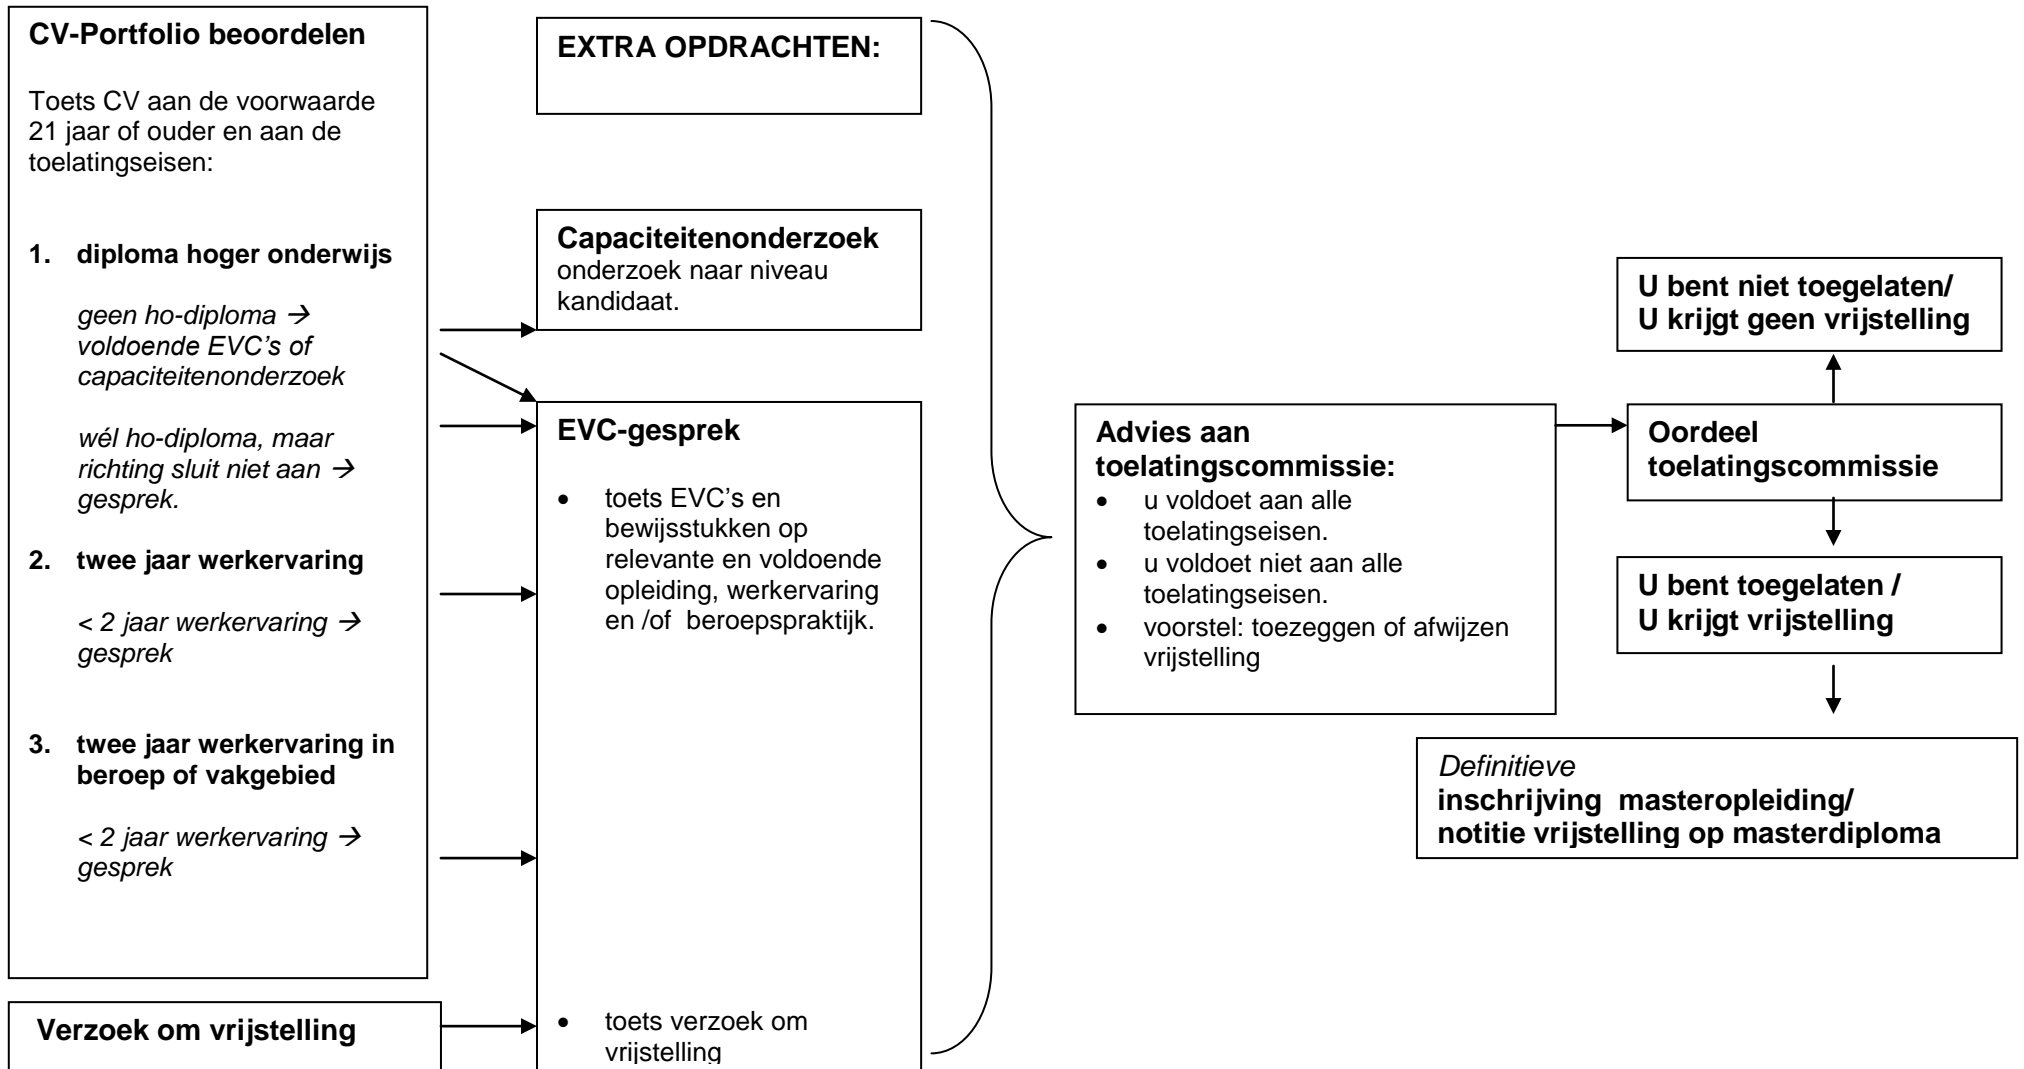 CV-Portfolio beoordelen
Toets CV aan de voorwaarde
21 jaar of ouder en aan de
toelatingseisen:
1. diploma hoger onderwijs
geen ho-diploma →
voldoende EVC’s of
capaciteitenonderzoek
wél ho-diploma, maar
richting sluit niet aan →
gesprek.
2. twee jaar werkervaring
< 2 jaar werkervaring →
gesprek
3. twee jaar werkervaring in
beroep of vakgebied
< 2 jaar werkervaring →
gesprek
Verzoek om vrijstelling
EXTRA OPDRACHTEN:
Capaciteitenonderzoek
onderzoek naar niveau
kandidaat.
EVC-gesprek
• toets EVC’s en
bewijsstukken op
relevante en voldoende
opleiding, werkervaring
en /of beroepspraktijk.
• toets verzoek om
vrijstelling
Advies aan
toelatingscommissie:
• u voldoet aan alle
toelatingseisen.
• u voldoet niet aan alle
toelatingseisen.
• voorstel: toezeggen of afwijzen
vrijstelling
U bent niet toegelaten/
U krijgt geen vrijstelling
Oordeel
toelatingscommissie
U bent toegelaten /
U krijgt vrijstelling
Definitieve
inschrijving masteropleiding/
notitie vrijstelling op masterdiploma